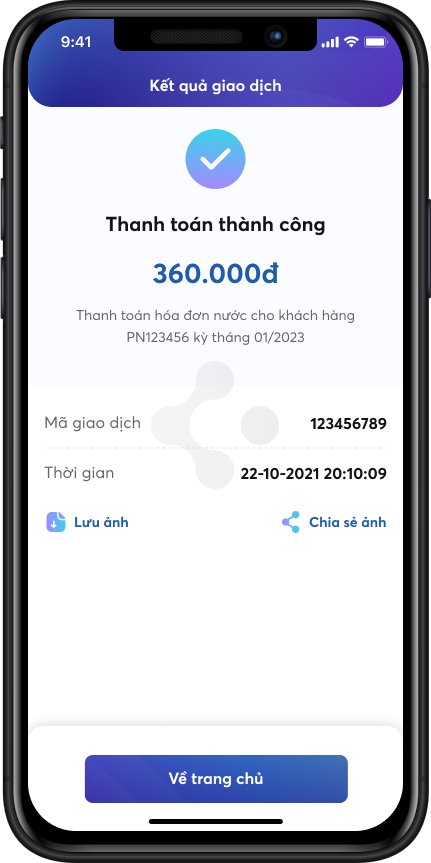 9:41
Kết quả giao dịch
Thanh toán thành công
360.000đ
Thanh toán hóa đơn nước cho khách hàng
PN123456 kỳ tháng 01/2023
Mã giao dịch 123456789
Thời gian 22-10-2021 20:10:09
Lưu ảnh Chia sẻ ảnh
Về trang chủ